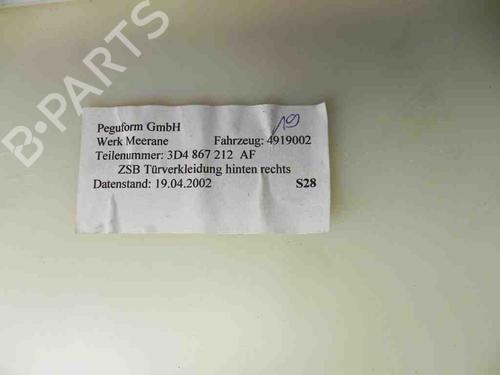 B-PARTS
19
Peguform GmbH
Werk Meerane Fahrzeug: 4919002
Teilenummer: 3D4 867 212 AF
ZSB Türverkleidung hinten rechts
Datenstand: 19.04.2002 S28